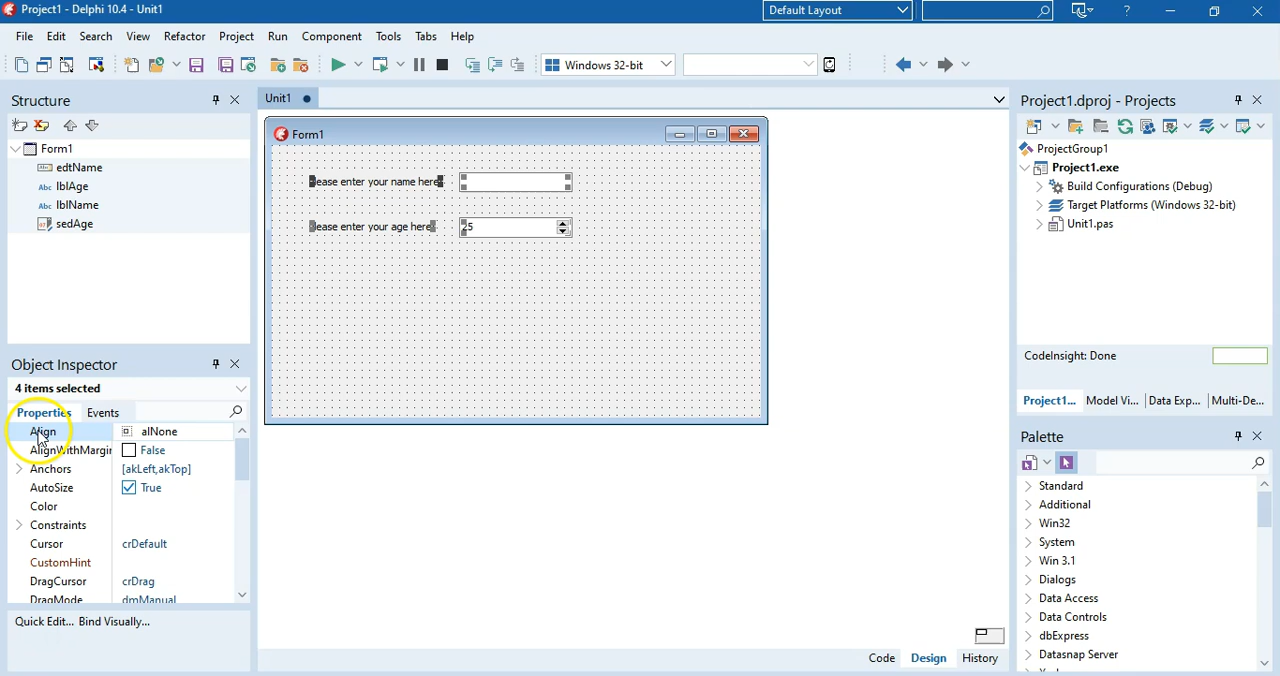 Project1 - Delphi 10.4 - Unit1
Default Layout
?
File Edit Search View Refactor Project Run Component Tools Tabs Help
Windows 32-bit
Structure
Form1
edtName
lblAge
lblName
sedAge
Object Inspector
4 items selected
Properties Events
Align alNone
AlignWithMargin False
Anchors [akLeft,akTop]
AutoSize True
Color
Constraints
Cursor crDefault
CustomHint
DragCursor crDrag
DragMode dmManual
Quick Edit... Bind Visually...
Unit1
Form1
Please enter your name here
Please enter your age here
25
Code Design History
Project1.dproj - Projects
ProjectGroup1
Project1.exe
Build Configurations (Debug)
Target Platforms (Windows 32-bit)
Unit1.pas
CodeInsight: Done
Project1... Model Vi... Data Exp... Multi-De...
Palette
Standard
Additional
Win32
System
Win 3.1
Dialogs
Data Access
Data Controls
dbExpress
Datasnap Server